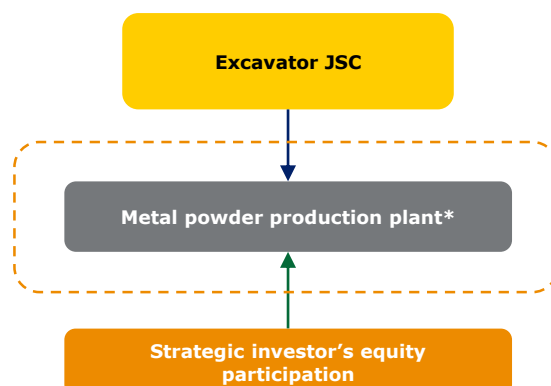 Excavator JSC
Metal powder production plant*
Strategic investor’s equity
participation